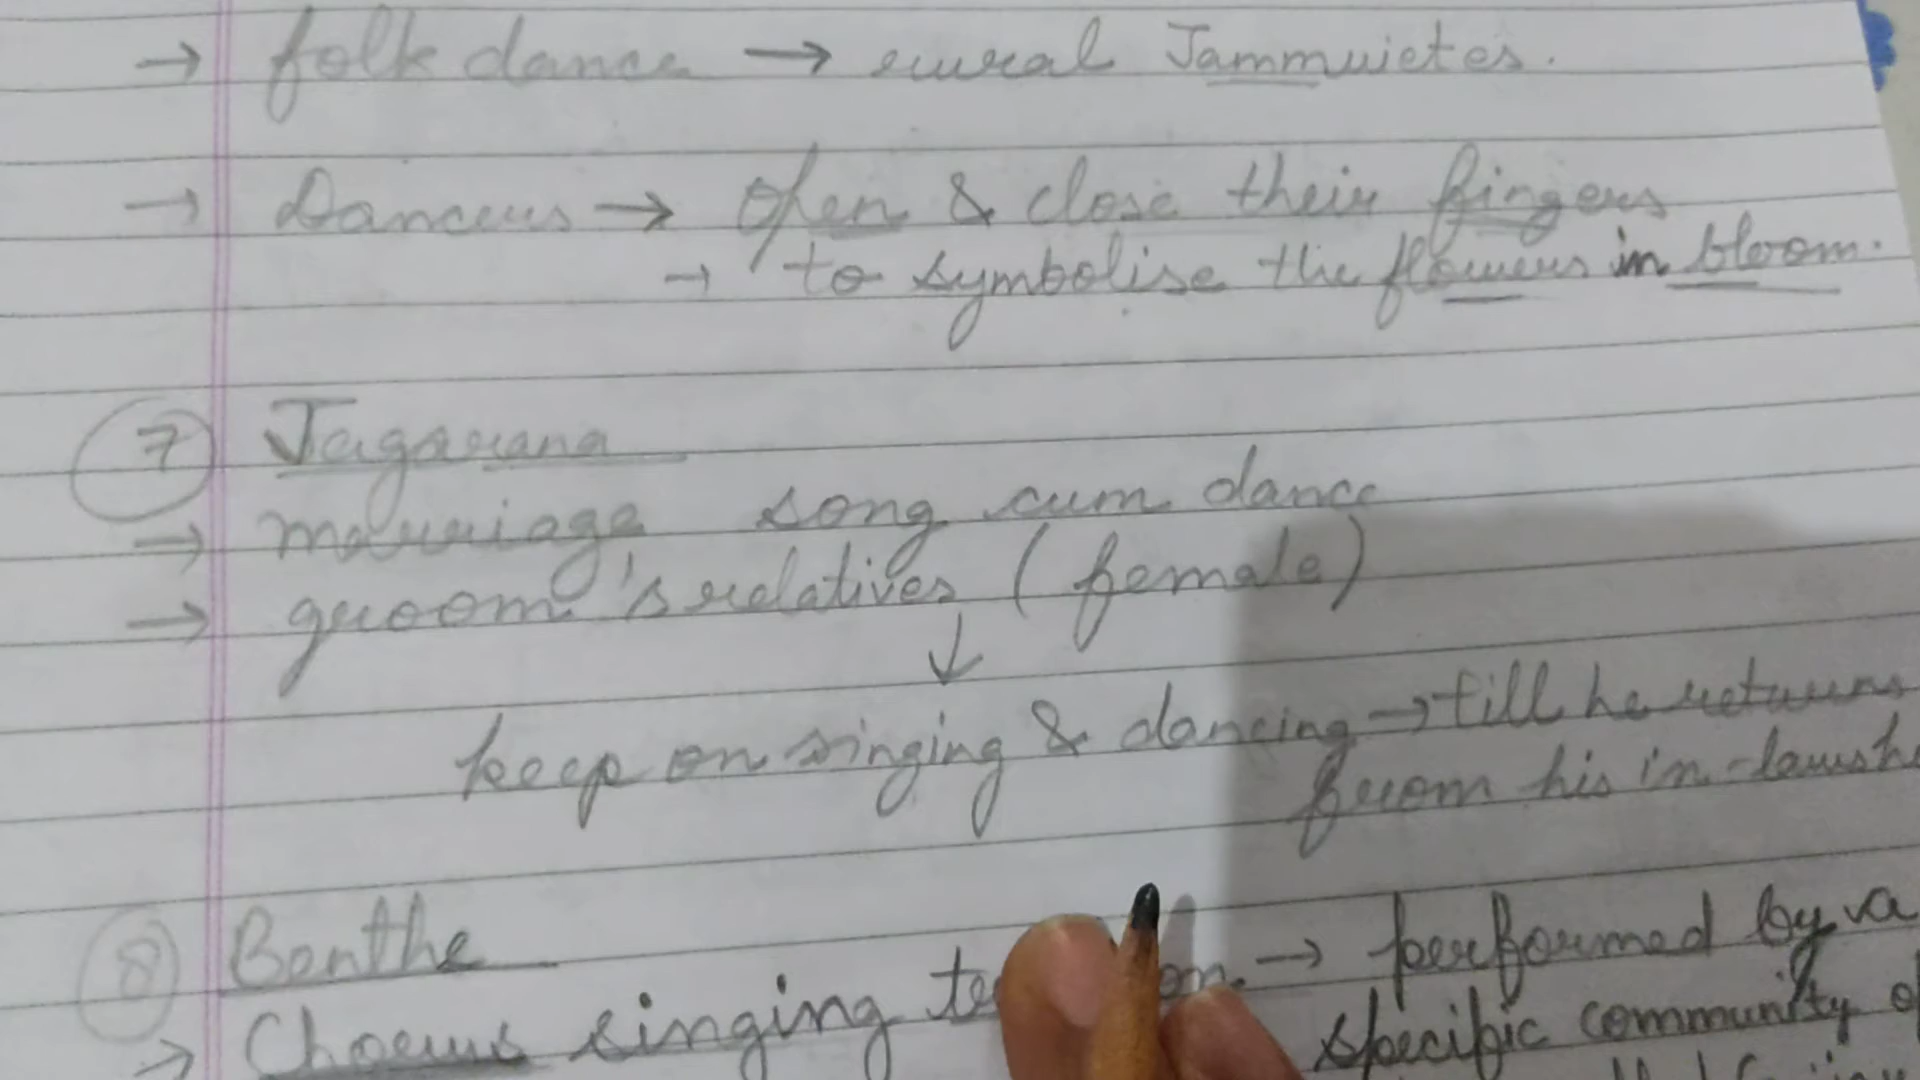 → folk dance → rural Jammuietes.
→ Dancers → open & close their fingers
→ to symbolise the flowers in bloom.
7 Jagarana
→ marriage song cum dance
→ groom's relatives (female)
↓
keep on singing & dancing → till he returns
from his in-laws h
8 Benthe
→ Chorus singing → performed by a
specific community